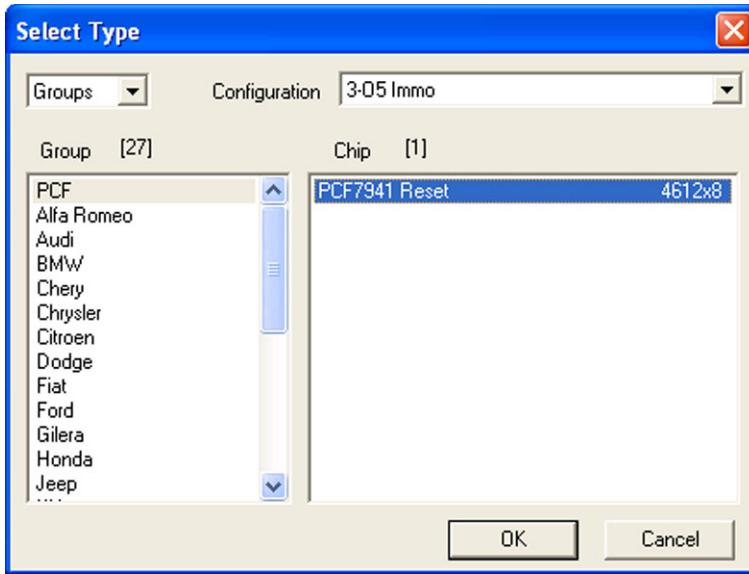 Select Type
Groups Configuration 3-05 Immo
Group [27] Chip [1]
PCF
Alfa Romeo
Audi
BMW
Chery
Chrysler
Citroen
Dodge
Fiat
Ford
Gilera
Honda
Jeep
PCF7941 Reset 4612x8
OK Cancel